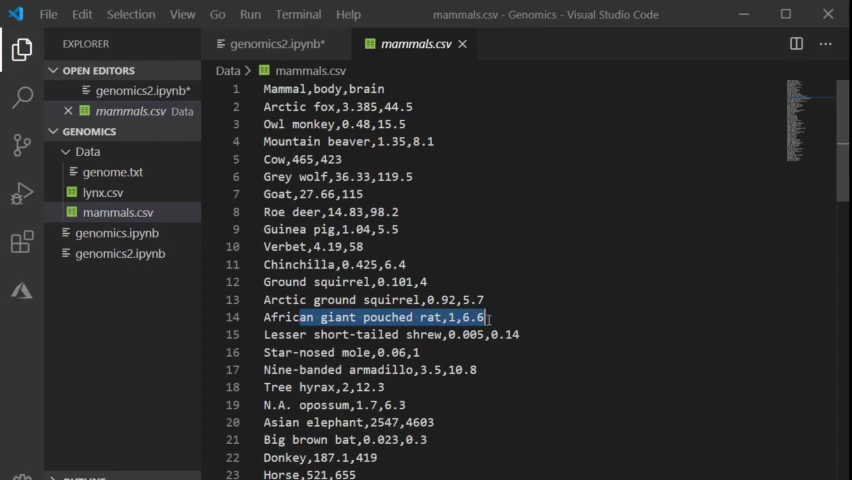 File Edit Selection View Go Run Terminal Help mammals.csv - Genomics - Visual Studio Code
EXPLORER
OPEN EDITORS
genomics2.ipynb*
mammals.csv Data
GENOMICS
Data
genome.txt
lynx.csv
mammals.csv
genomics.ipynb
genomics2.ipynb
genomics2.ipynb* mammals.csv
Data > mammals.csv
1 Mammal,body,brain
2 Arctic fox,3.385,44.5
3 Owl monkey,0.48,15.5
4 Mountain beaver,1.35,8.1
5 Cow,465,423
6 Grey wolf,36.33,119.5
7 Goat,27.66,115
8 Roe deer,14.83,98.2
9 Guinea pig,1.04,5.5
10 Verbet,4.19,58
11 Chinchilla,0.425,6.4
12 Ground squirrel,0.101,4
13 Arctic ground squirrel,0.92,5.7
14 African giant pouched rat,1,6.6
15 Lesser short-tailed shrew,0.005,0.14
16 Star-nosed mole,0.06,1
17 Nine-banded armadillo,3.5,10.8
18 Tree hyrax,2,12.3
19 N.A. opossum,1.7,6.3
20 Asian elephant,2547,4603
21 Big brown bat,0.023,0.3
22 Donkey,187.1,419
23 Horse,521,655